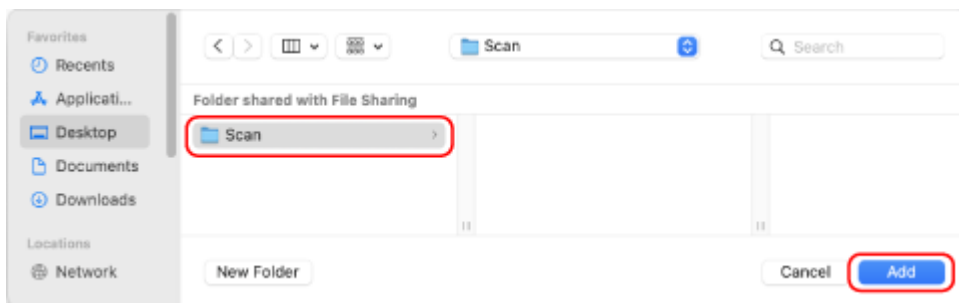 Favorites
Recents
Applicati...
Desktop
Documents
Downloads
Locations
Network
Scan
Search
Folder shared with File Sharing
Scan
New Folder
Cancel
Add